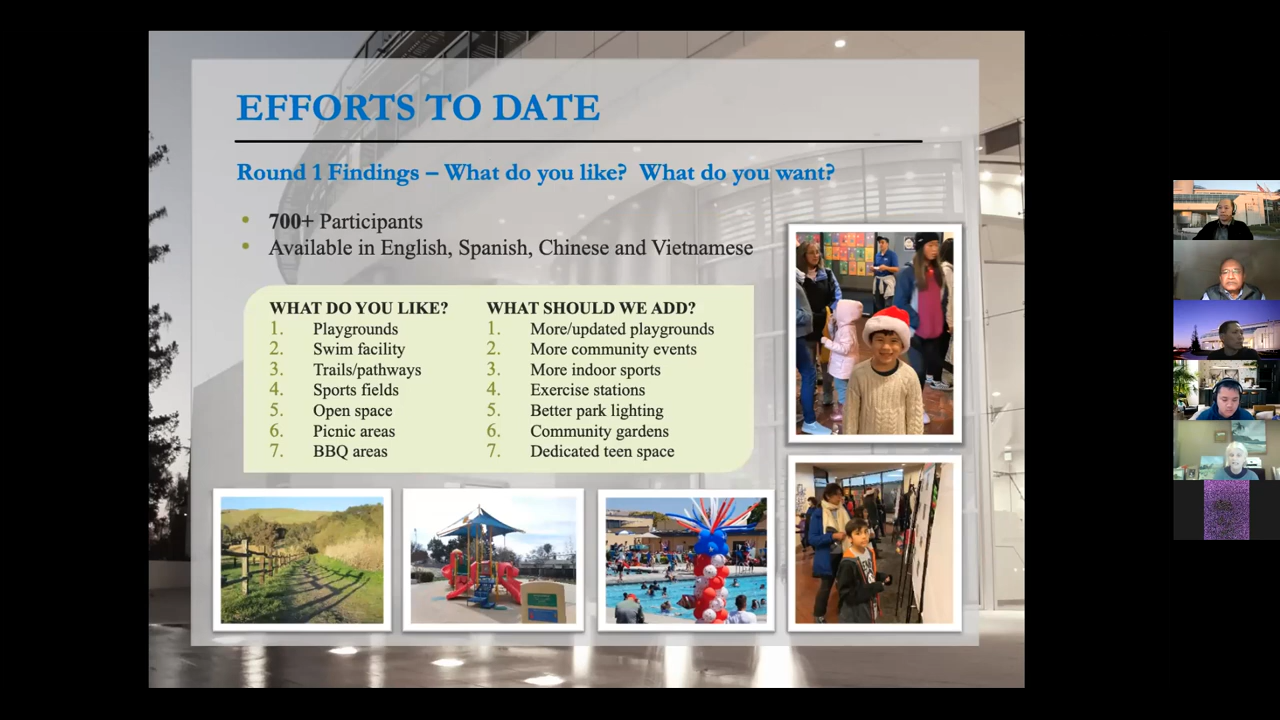 EFFORTS TO DATE
Round 1 Findings – What do you like? What do you want?
• 700+ Participants
• Available in English, Spanish, Chinese and Vietnamese
WHAT DO YOU LIKE?
1. Playgrounds
2. Swim facility
3. Trails/pathways
4. Sports fields
5. Open space
6. Picnic areas
7. BBQ areas
WHAT SHOULD WE ADD?
1. More/updated playgrounds
2. More community events
3. More indoor sports
4. Exercise stations
5. Better park lighting
6. Community gardens
7. Dedicated teen space